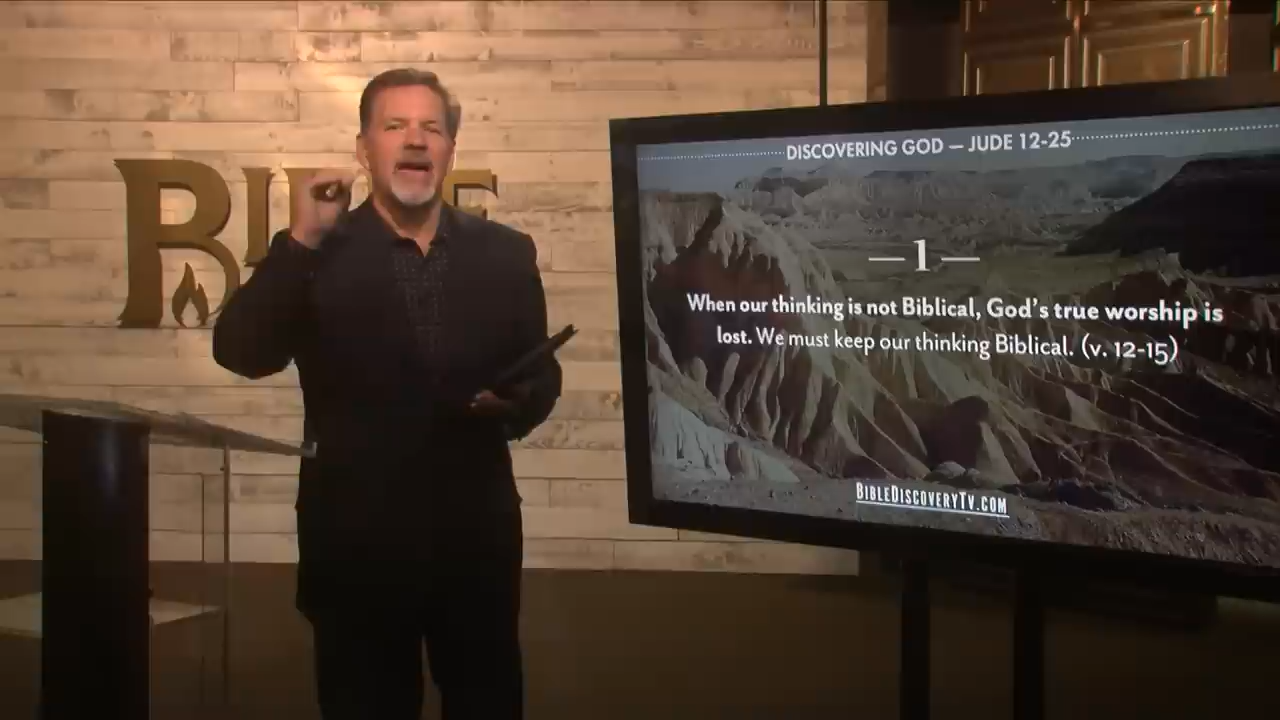 BIBLE
DISCOVERING GOD — JUDE 12-25
—1—
When our thinking is not Biblical, God's true worship is
lost. We must keep our thinking Biblical. (v. 12-15)
BIBLEDISCOVERYTV.COM